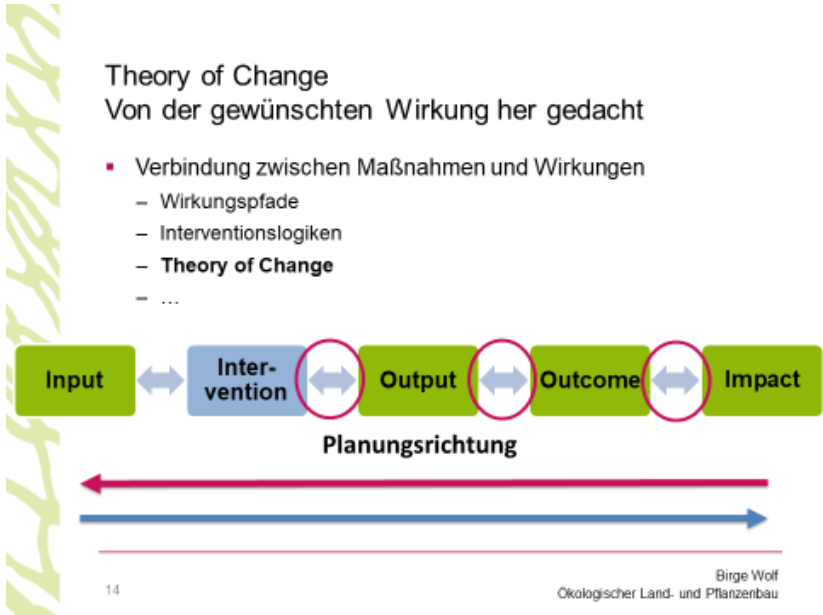 Theory of Change
Von der gewünschten Wirkung her gedacht
▪ Verbindung zwischen Maßnahmen und Wirkungen
– Wirkungspfade
– Interventionslogiken
– Theory of Change
– …
Input
Inter-
vention
Output
Outcome
Impact
Planungsrichtung
14
Birge Wolf
Ökologischer Land- und Pflanzenbau